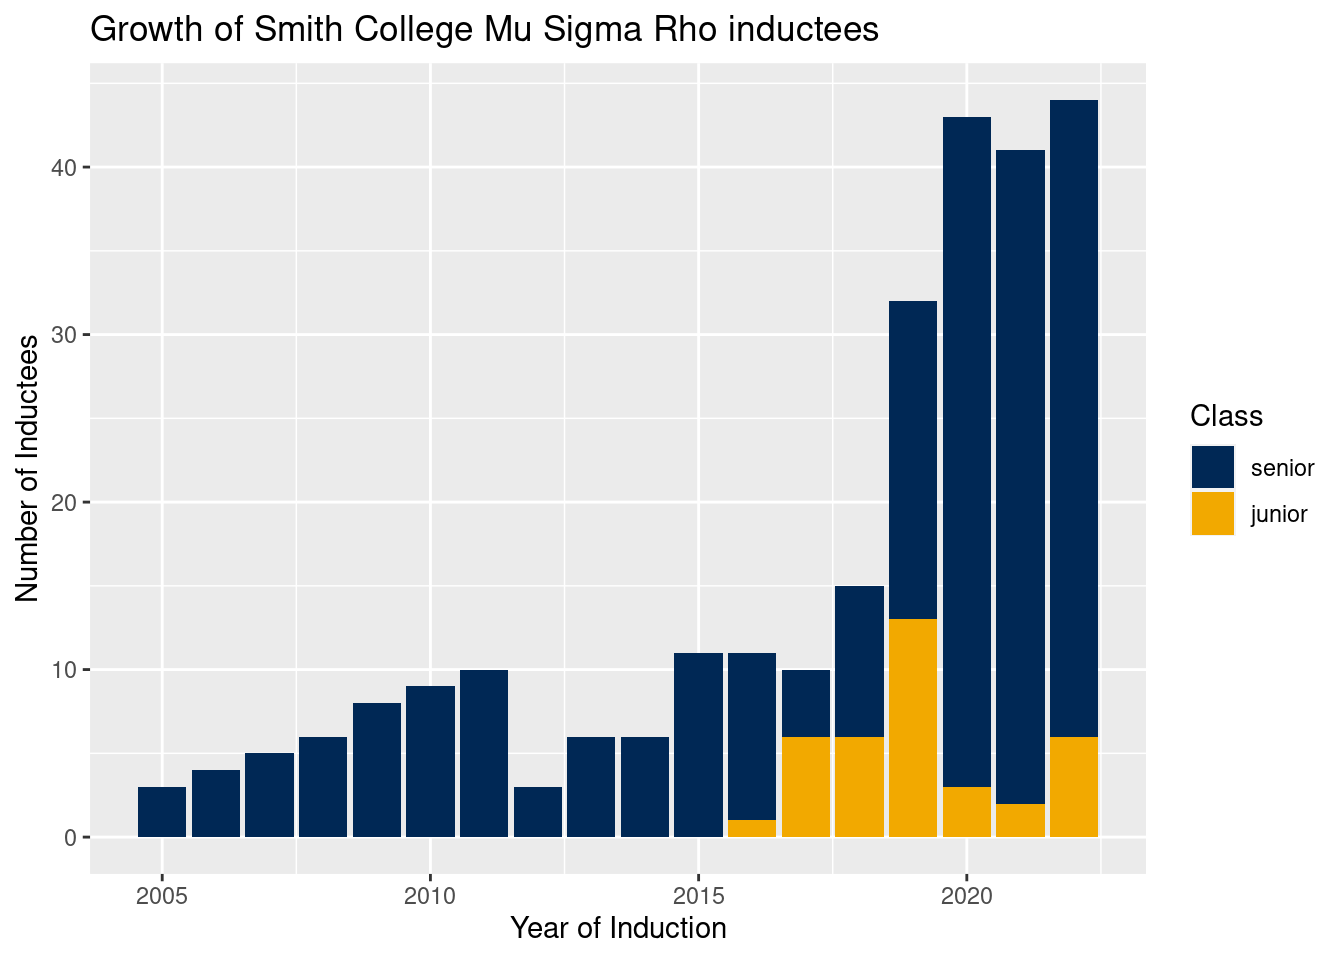 Growth of Smith College Mu Sigma Rho inductees
Number of Inductees
40
30
20
10
0
2005 2010 2015 2020
Year of Induction
Class
senior
junior